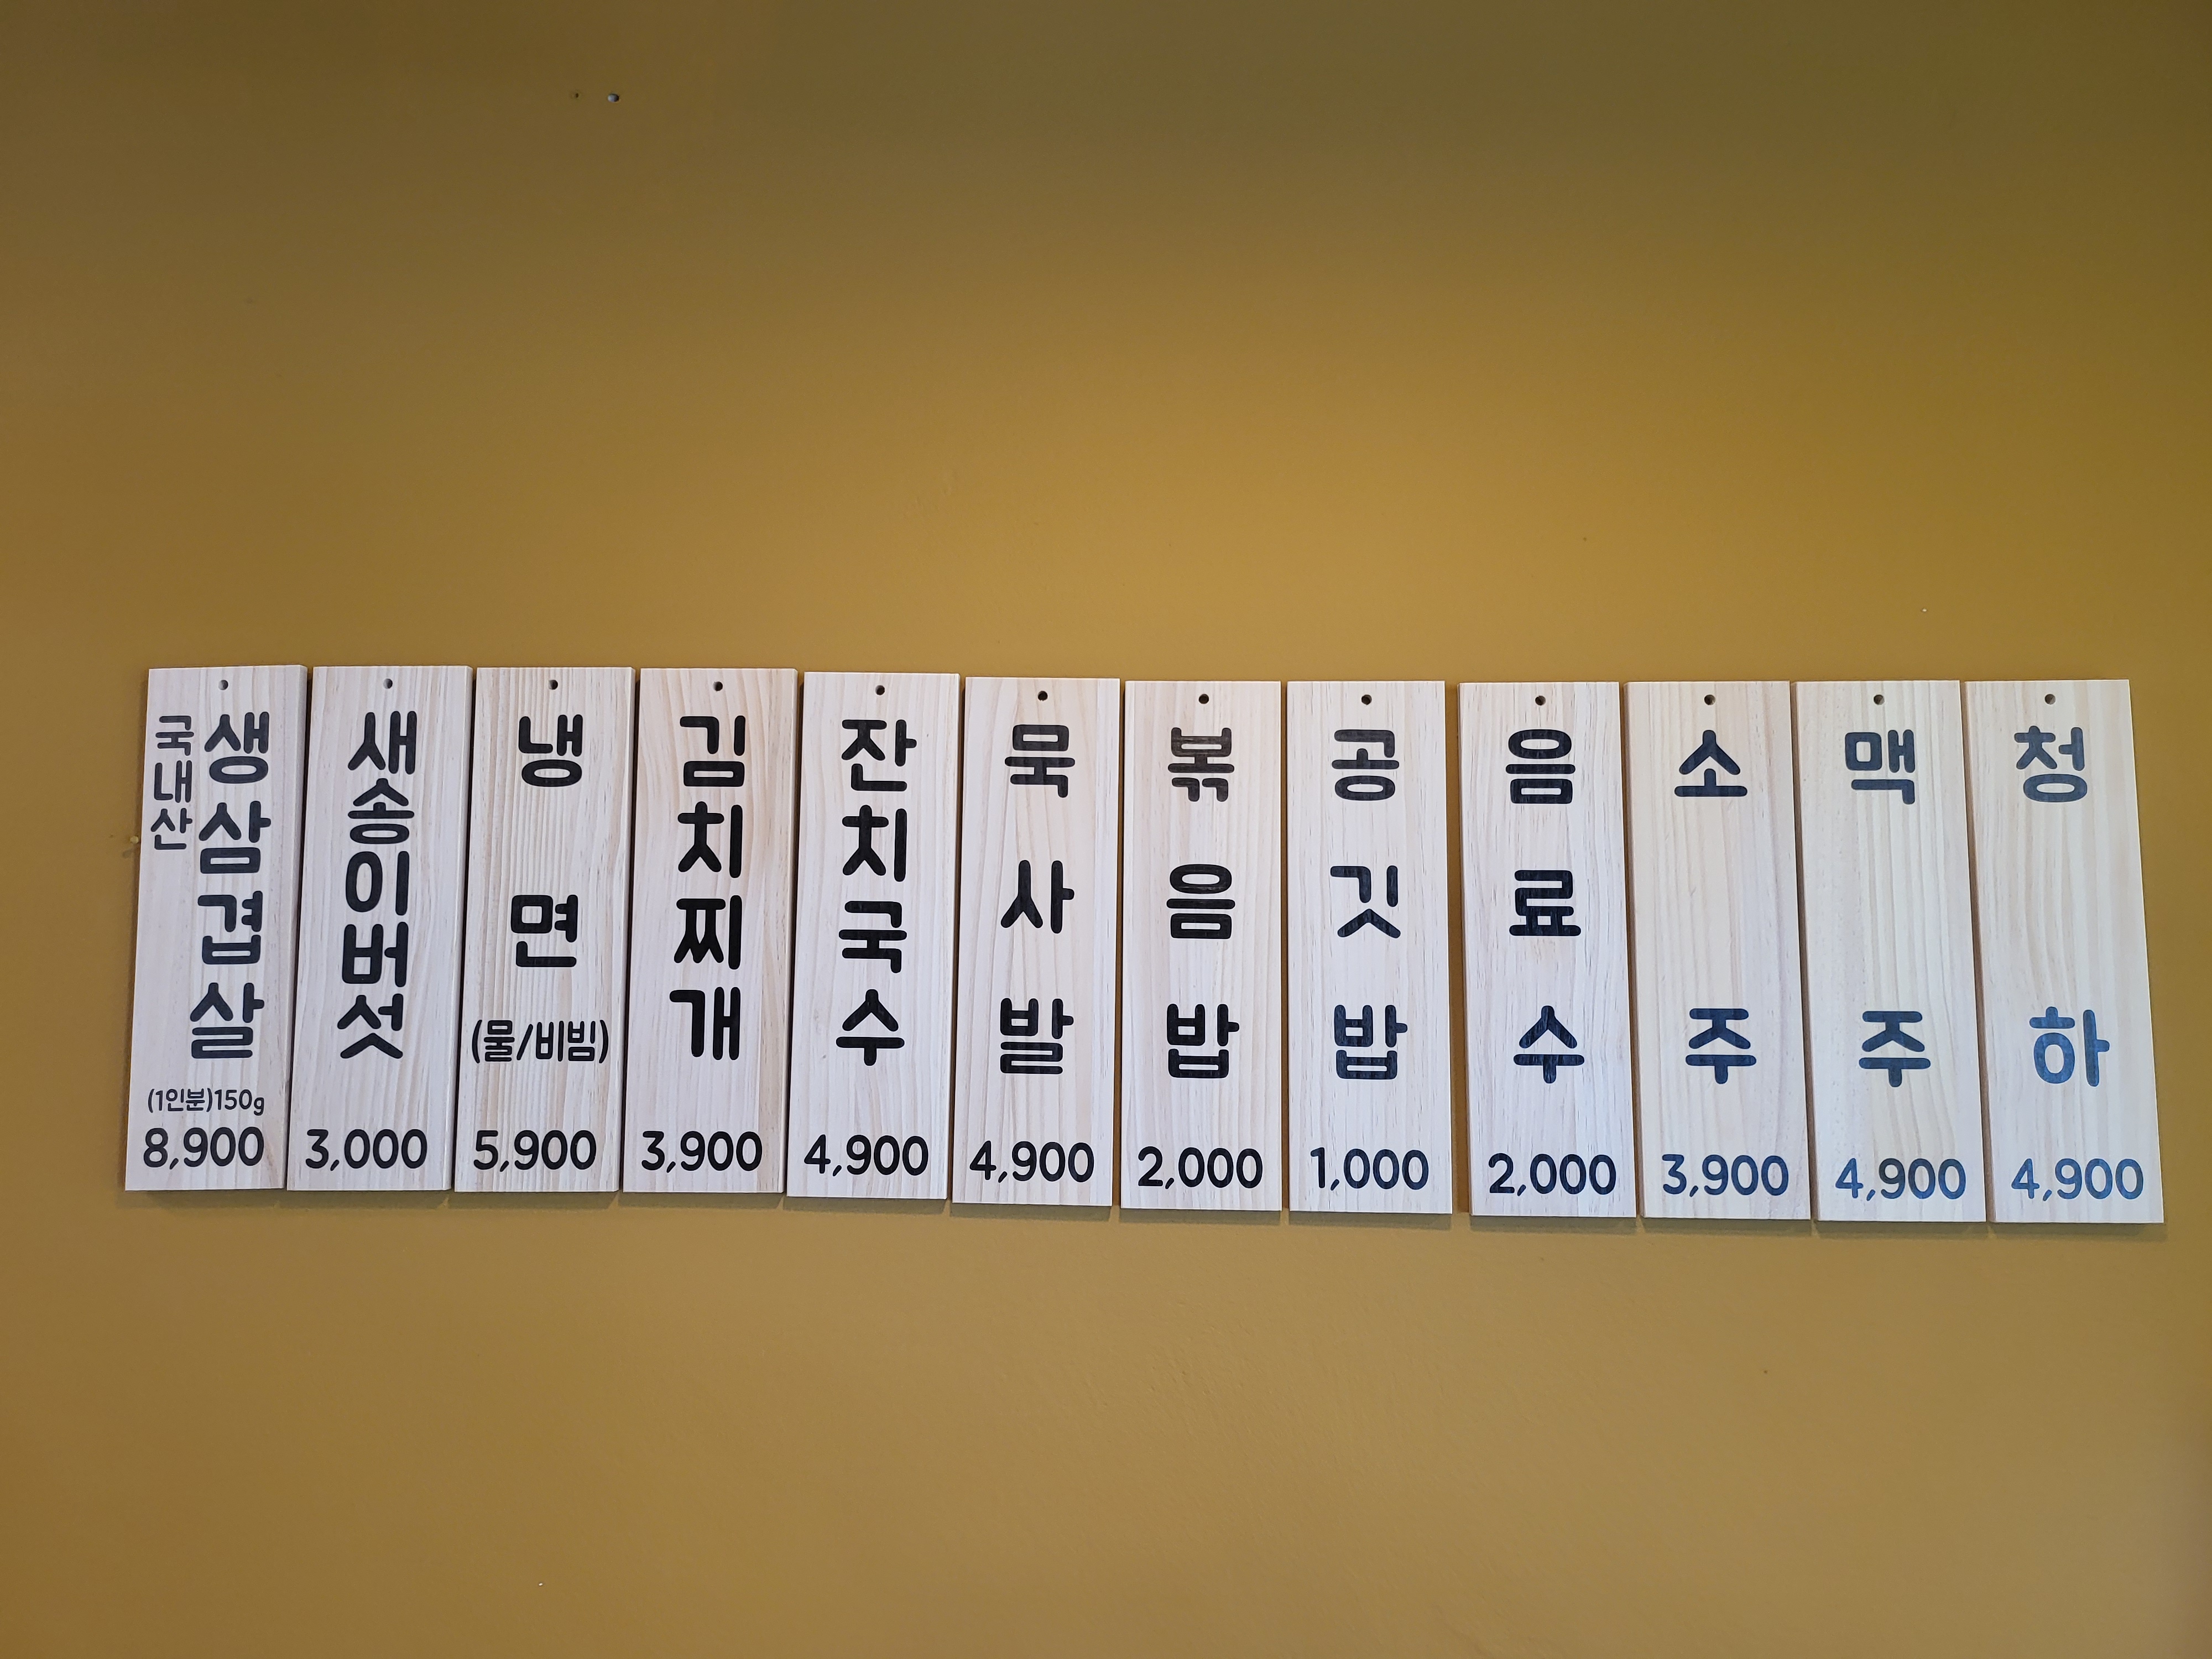 국내산 생삼겹살
(1인분)150g
8,900
새송이버섯
3,000
냉면
(물/비빔)
5,900
김치찌개
3,900
잔치국수
4,900
묵사발
4,900
볶음밥
2,000
공깃밥
1,000
음료수
2,000
소주
3,900
맥주
4,900
청하
4,900